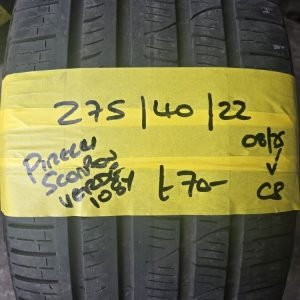 275/40/22
08/25
PIRELLI
SCORPION
VERDE
108Y
£70-
C8